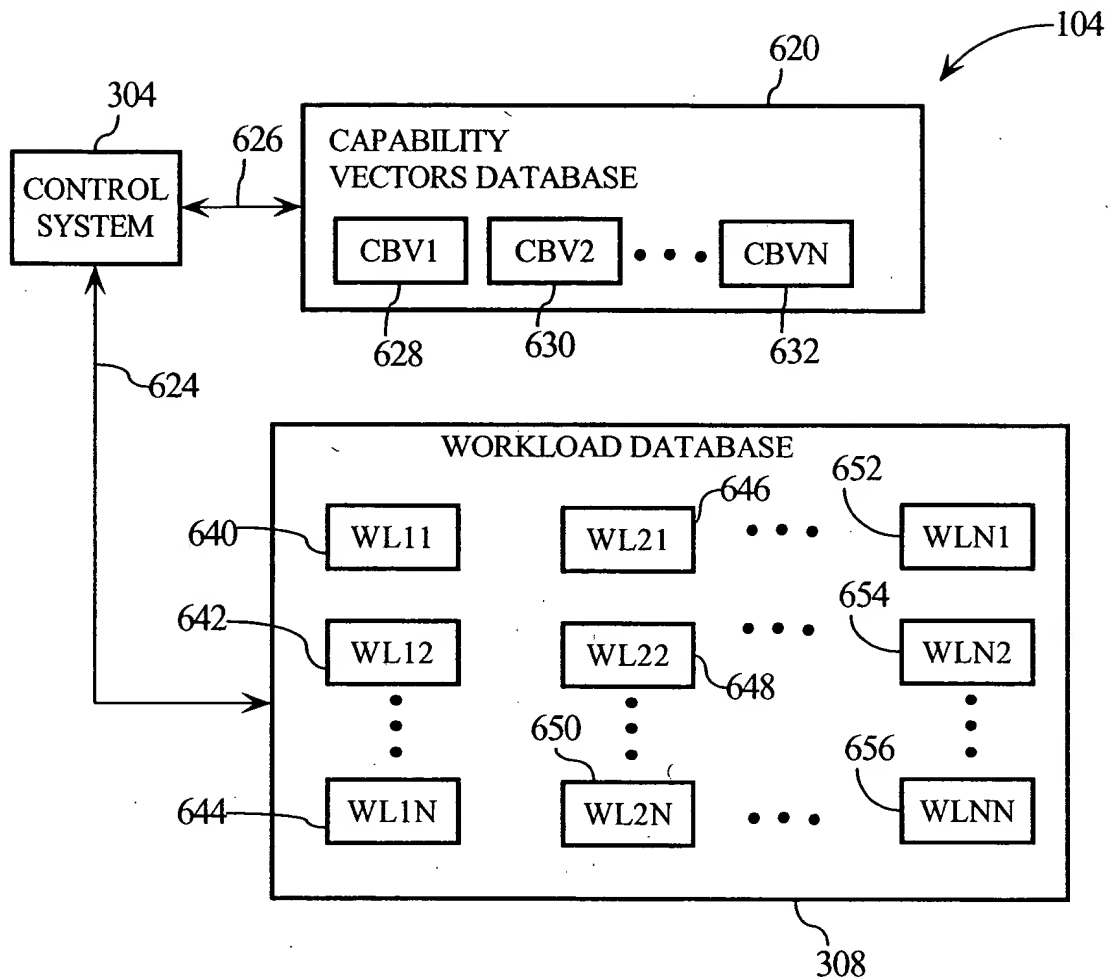 104
620
304
626
CAPABILITY
VECTORS DATABASE
CONTROL
SYSTEM
CBV1
CBV2
CBVN
628
630
632
624
WORKLOAD DATABASE
646
652
640
WL11
WL21
WLN1
642
654
WL12
WL22
WLN2
648
650
656
644
WL1N
WL2N
WLNN
308